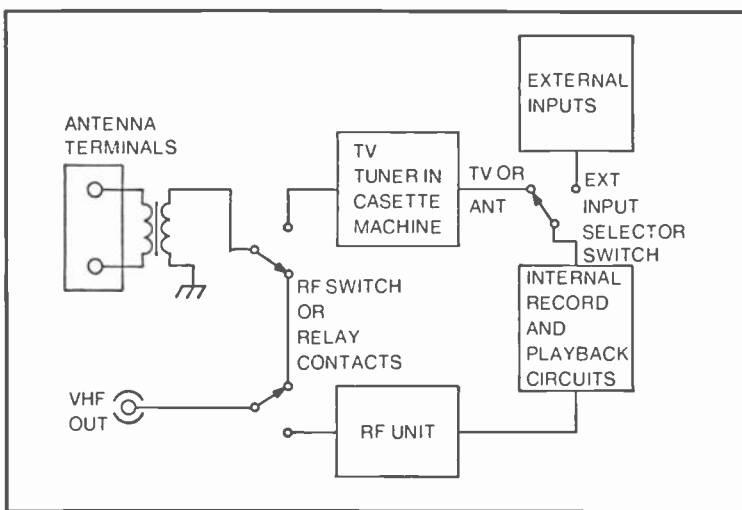 ANTENNA
TERMINALS
TV
TUNER IN
CASETTE
MACHINE
TV OR
ANT
EXTERNAL
INPUTS
EXT
INPUT
SELECTOR
SWITCH
RF SWITCH
OR
RELAY
CONTACTS
INTERNAL
RECORD
AND
PLAYBACK
CIRCUITS
VHF
OUT
RF UNIT